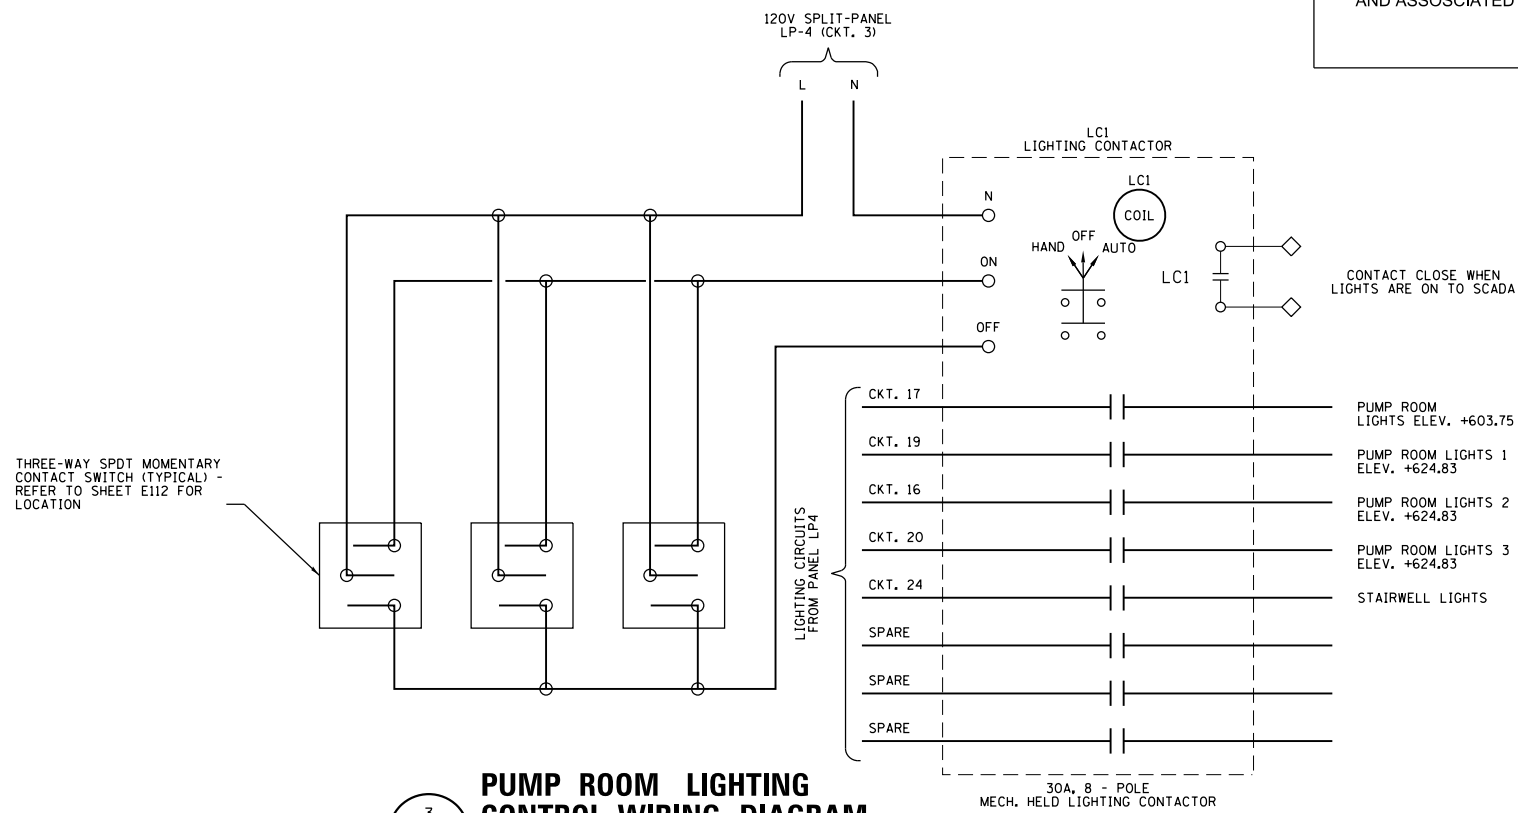 AND ASSOSCIATED
120V SPLIT-PANEL
LP-4 (CKT. 3)
L
N
LC1
LIGHTING CONTACTOR
N
LC1
COIL
HAND
OFF
AUTO
ON
LC1
CONTACT CLOSE WHEN
LIGHTS ARE ON TO SCADA
OFF
THREE-WAY SPDT MOMENTARY
CONTACT SWITCH (TYPICAL) -
REFER TO SHEET E112 FOR
LOCATION
LIGHTING CIRCUITS
FROM PANEL LP4
CKT. 17
PUMP ROOM
LIGHTS ELEV. +603.75
CKT. 19
PUMP ROOM LIGHTS 1
ELEV. +624.83
CKT. 16
PUMP ROOM LIGHTS 2
ELEV. +624.83
CKT. 20
PUMP ROOM LIGHTS 3
ELEV. +624.83
CKT. 24
STAIRWELL LIGHTS
SPARE
SPARE
SPARE
30A, 8 - POLE
MECH. HELD LIGHTING CONTACTOR
3
PUMP ROOM LIGHTING
CONTROL WIRING DIAGRAM